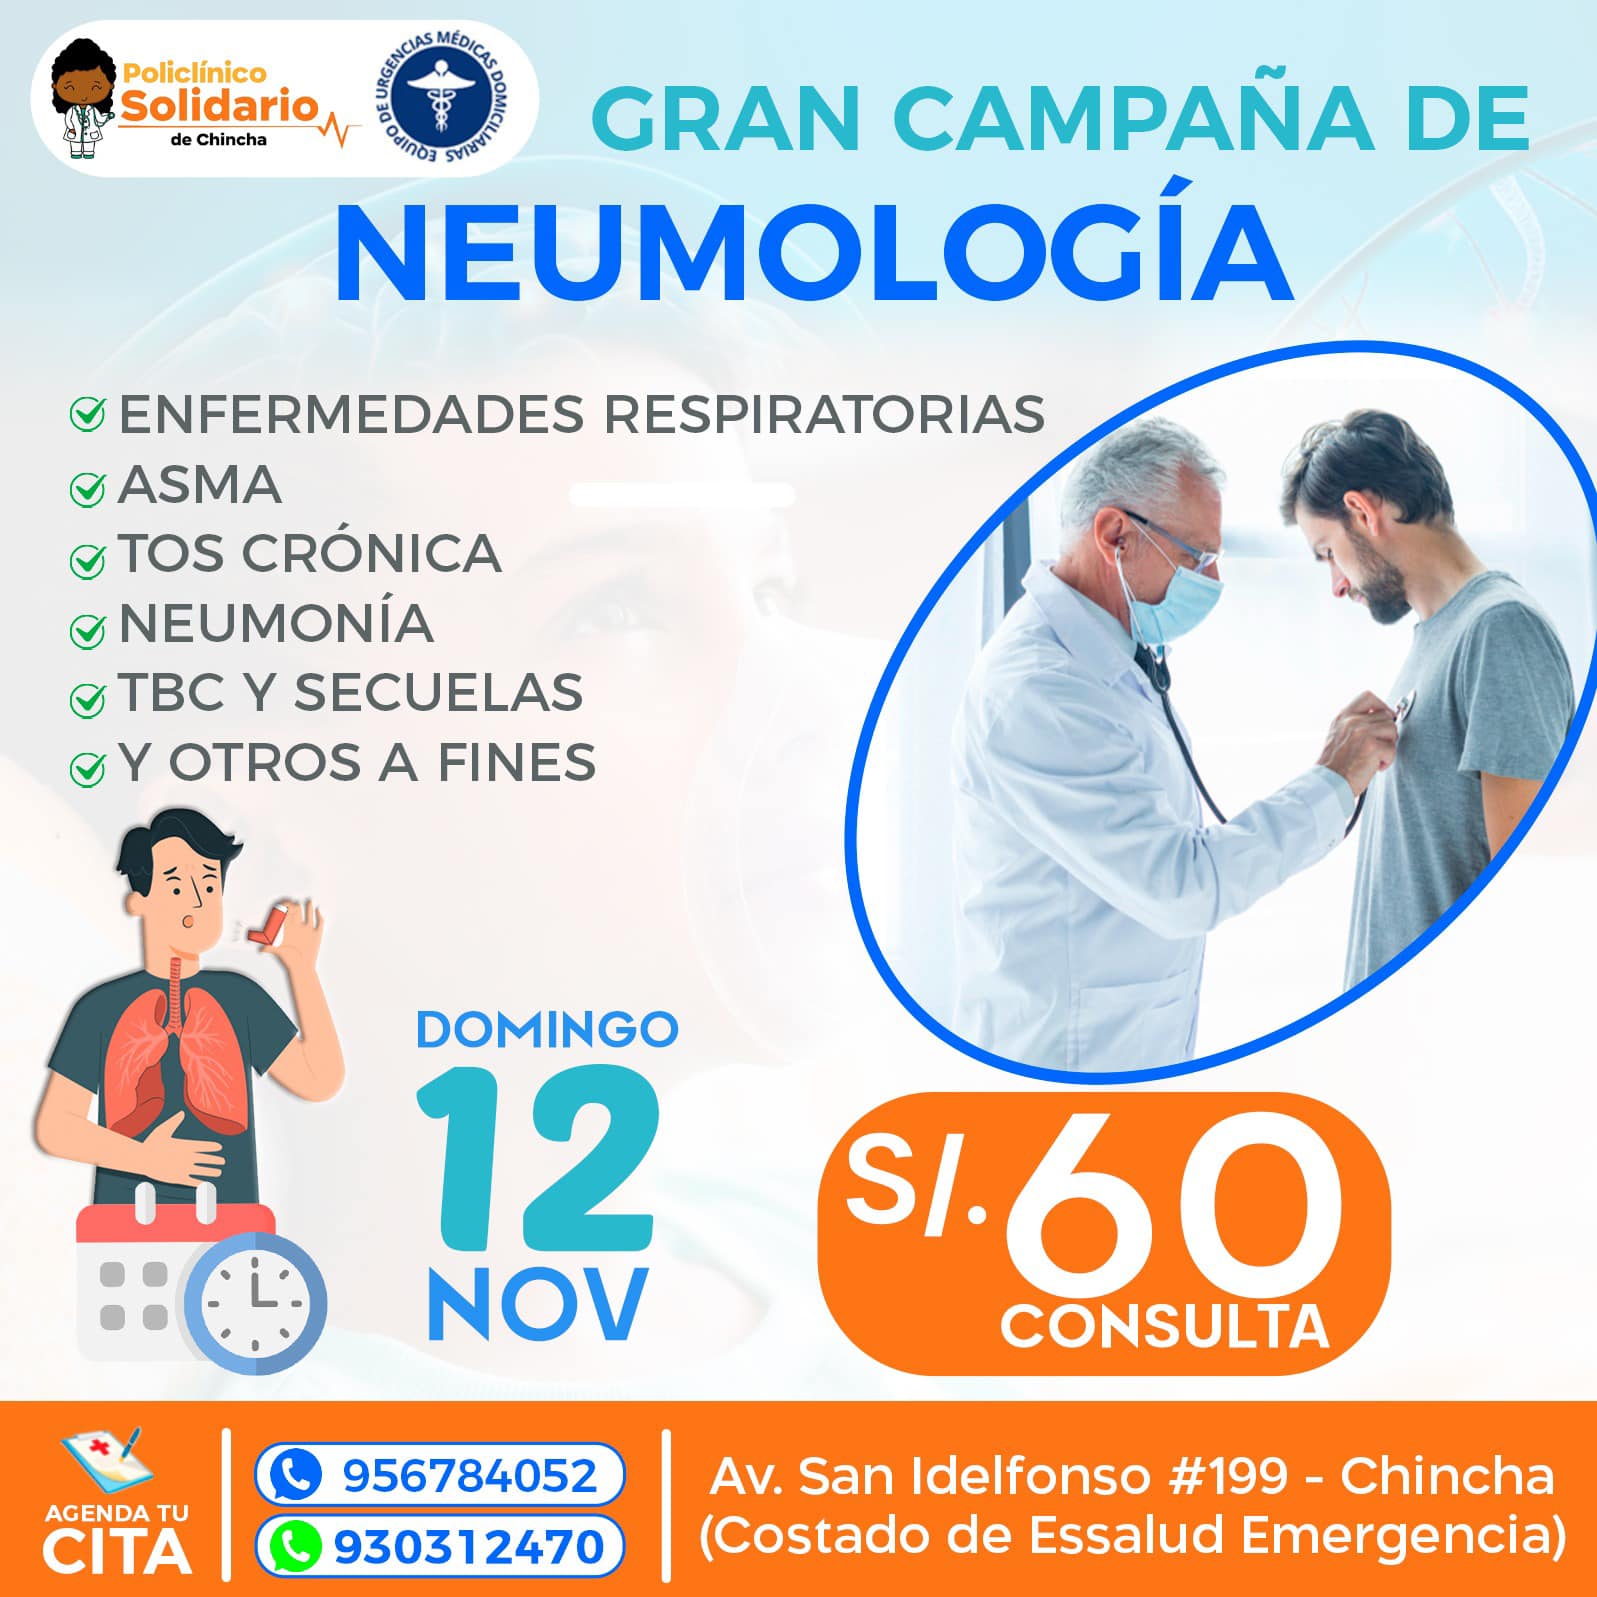 Policlínico
Solidario
de Chincha
EQUIPO DE URGENCIAS MÉDICAS DOMICILIARIAS
GRAN CAMPAÑA DE
NEUMOLOGÍA
ENFERMEDADES RESPIRATORIAS
ASMA
TOS CRÓNICA
NEUMONÍA
TBC Y SECUELAS
Y OTROS A FINES
DOMINGO
12
NOV
S/.60
CONSULTA
AGENDA TU
CITA
956784052
930312470
Av. San Idelfonso #199 - Chincha
(Costado de Essalud Emergencia)